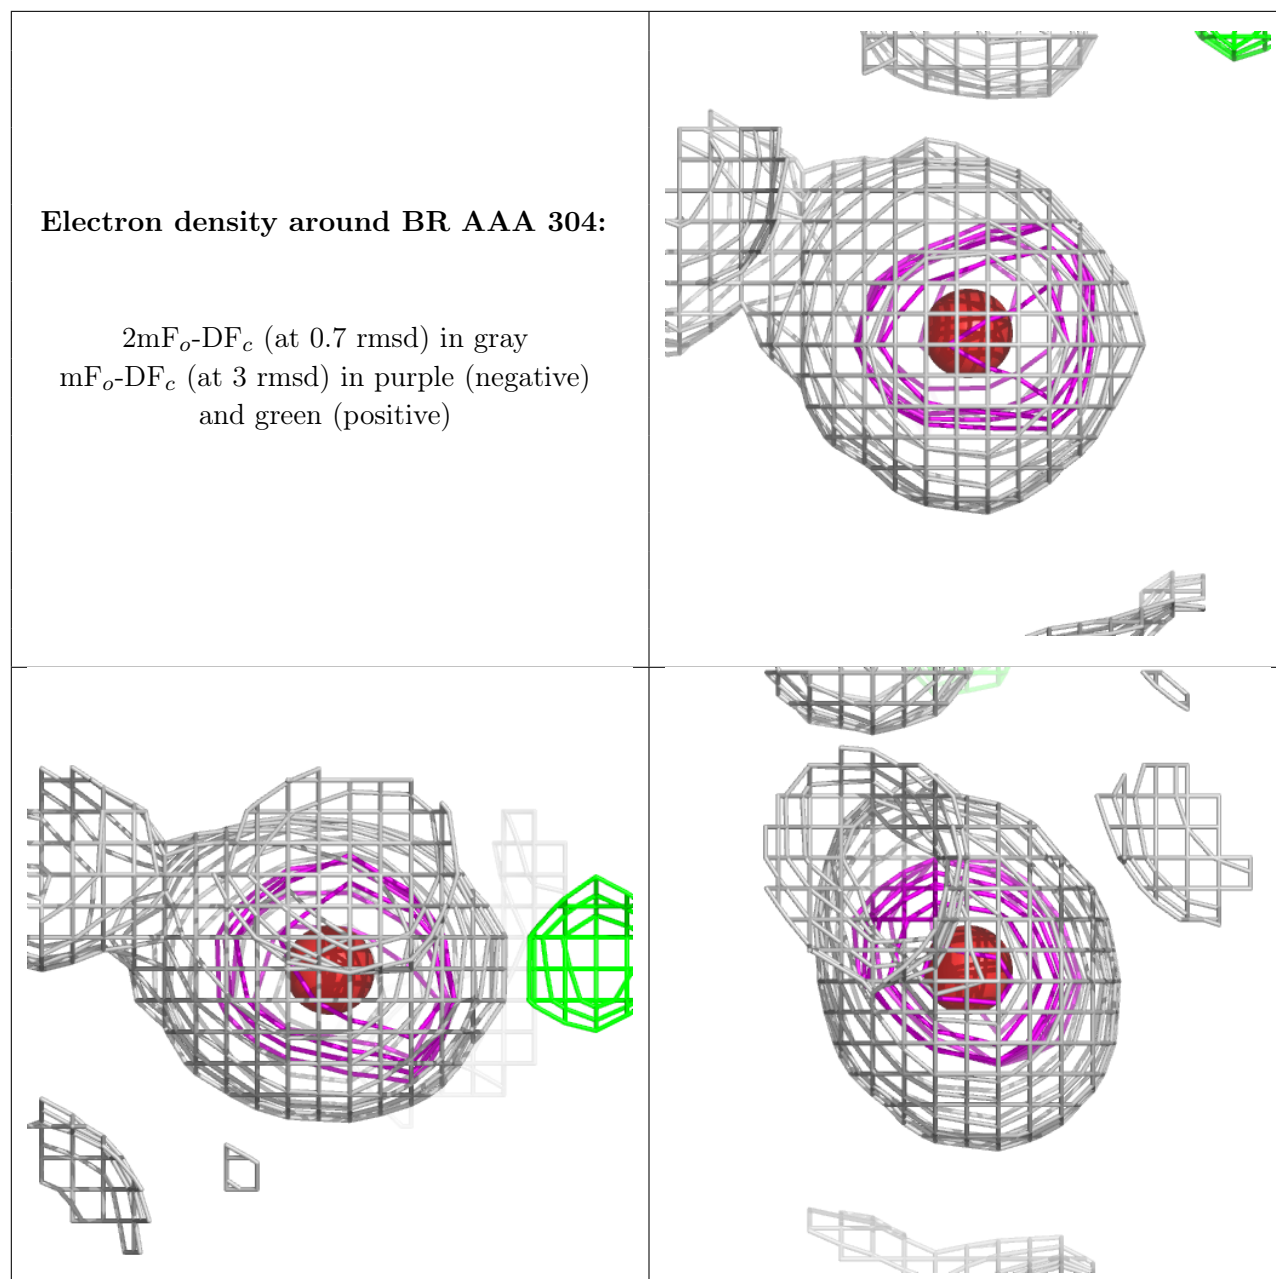 Electron density around BR AAA 304:
2mFo-DFc (at 0.7 rmsd) in gray
mFo-DFc (at 3 rmsd) in purple (negative)
and green (positive)